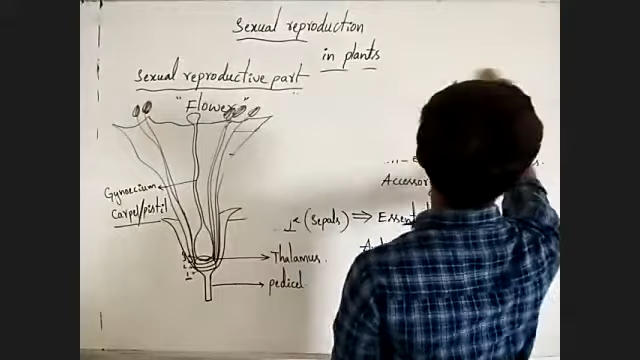 Sexual reproduction
in plants
Sexual reproductive part
"Flower"
Gynoecium
Carpel/pistil
(Sepals) ⇒ Essent
Accessor
Thalamus
pedicel